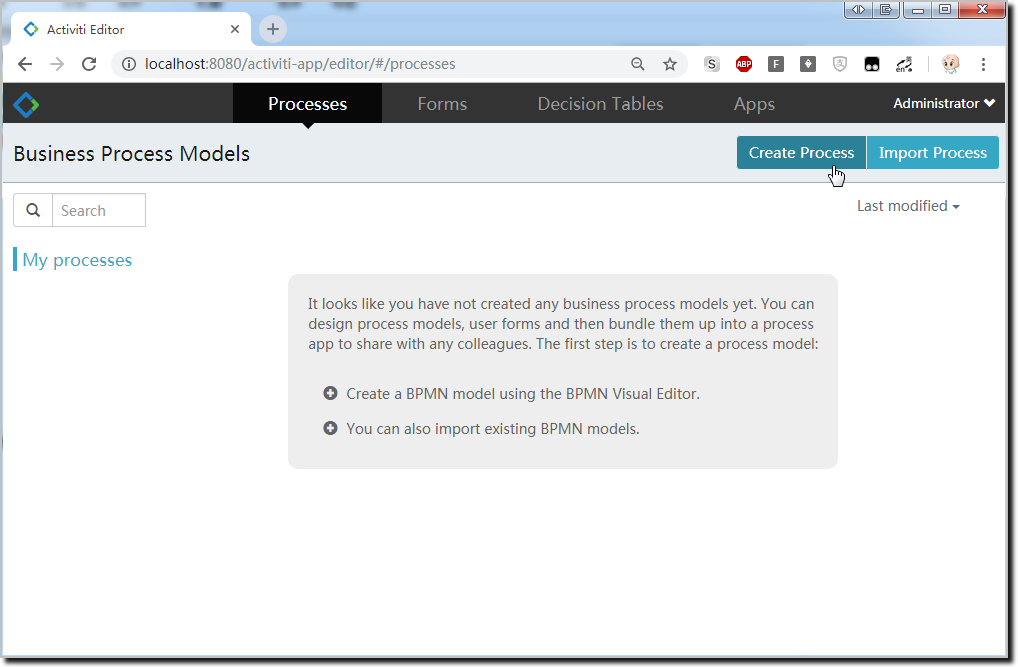 Activiti Editor
localhost:8080/activiti-app/editor/#/processes
S
ABP
F
en
Processes
Forms
Decision Tables
Apps
Administrator
Business Process Models
Create Process
Import Process
Search
Last modified
My processes
It looks like you have not created any business process models yet. You can
design process models, user forms and then bundle them up into a process
app to share with any colleagues. The first step is to create a process model:
Create a BPMN model using the BPMN Visual Editor.
You can also import existing BPMN models.